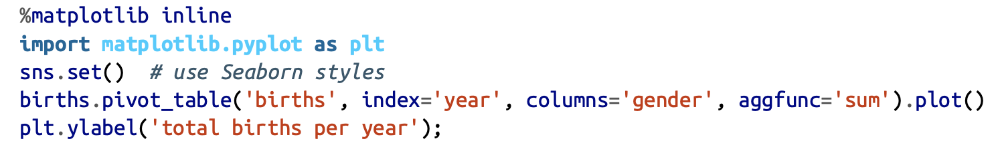 %matplotlib inline
import matplotlib.pyplot as plt
sns.set()  # use Seaborn styles
births.pivot_table('births', index='year', columns='gender', aggfunc='sum').plot()
plt.ylabel('total births per year');